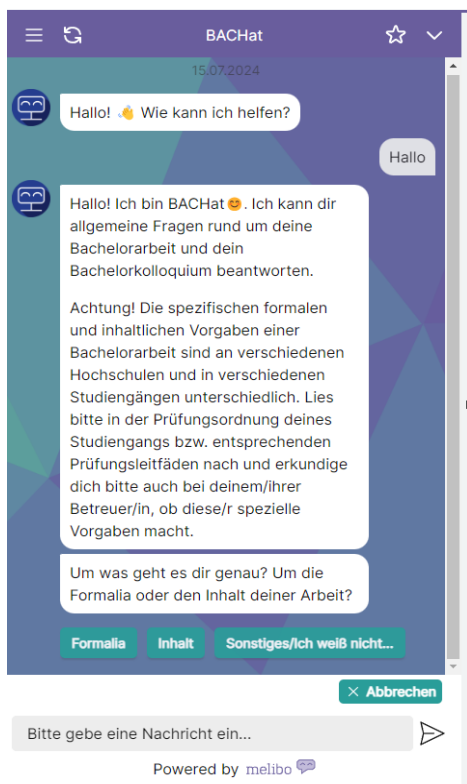 BACHat
15.07.2024
Hallo! 👋 Wie kann ich helfen?
Hallo
Hallo! Ich bin BACHat😊. Ich kann dir
allgemeine Fragen rund um deine
Bachelorarbeit und dein
Bachelorkolloquium beantworten.
Achtung! Die spezifischen formalen
und inhaltlichen Vorgaben einer
Bachelorarbeit sind an verschiedenen
Hochschulen und in verschiedenen
Studiengängen unterschiedlich. Lies
bitte in der Prüfungsordnung deines
Studiengangs bzw. entsprechenden
Prüfungsleitfäden nach und erkundige
dich bitte auch bei deinem/ihrer
Betreuer/in, ob diese/r spezielle
Vorgaben macht.
Um was geht es dir genau? Um die
Formalia oder den Inhalt deiner Arbeit?
Formalia
Inhalt
Sonstiges/Ich weiß nicht...
Abbrechen
Bitte gebe eine Nachricht ein...
Powered by melibo